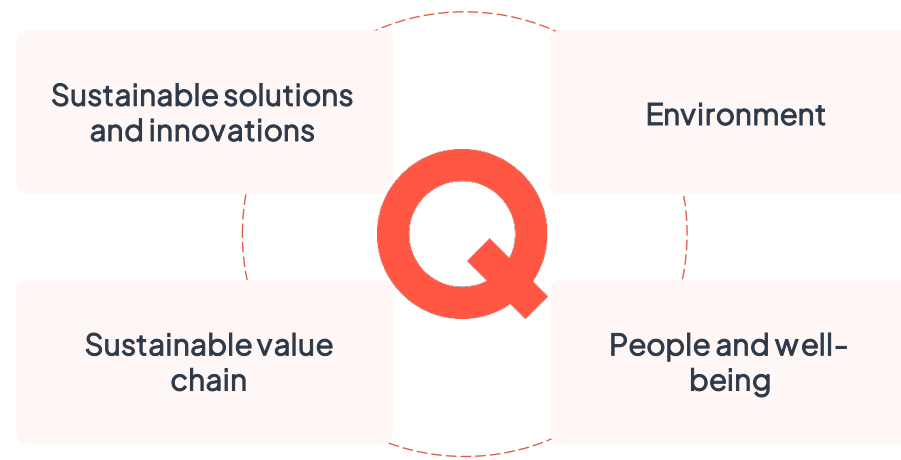 Sustainable solutions
and innovations
Environment
Q
Sustainable value
chain
People and well-
being